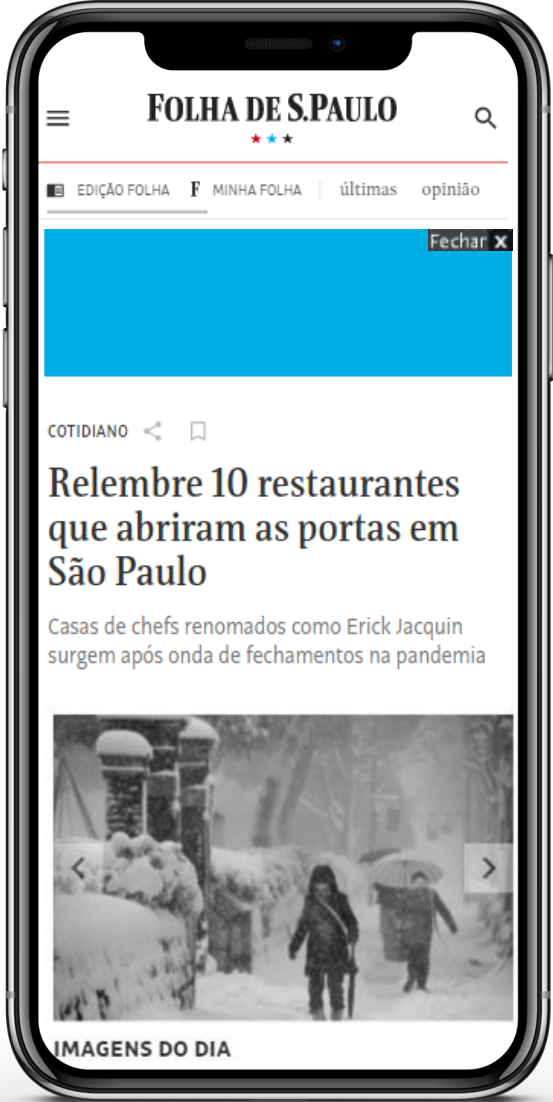 FOLHA DE S.PAULO
EDIÇÃO FOLHA F MINHA FOLHA últimas opinião
Fechar X
COTIDIANO
Relembre 10 restaurantes
que abriram as portas em
São Paulo
Casas de chefs renomados como Erick Jacquin
surgem após onda de fechamentos na pandemia
IMAGENS DO DIA